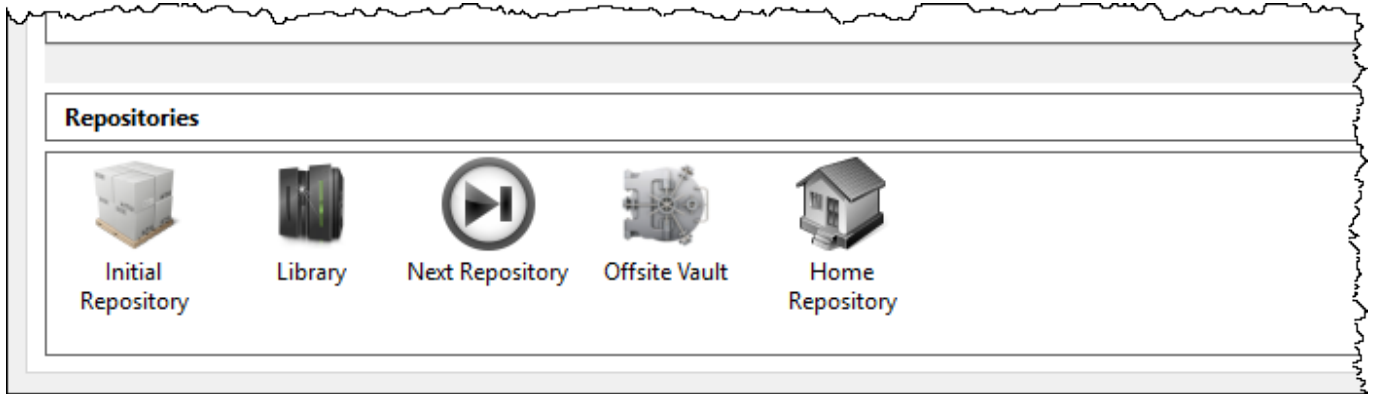 Repositories
Initial
Repository
Library
Next Repository
Offsite Vault
Home
Repository